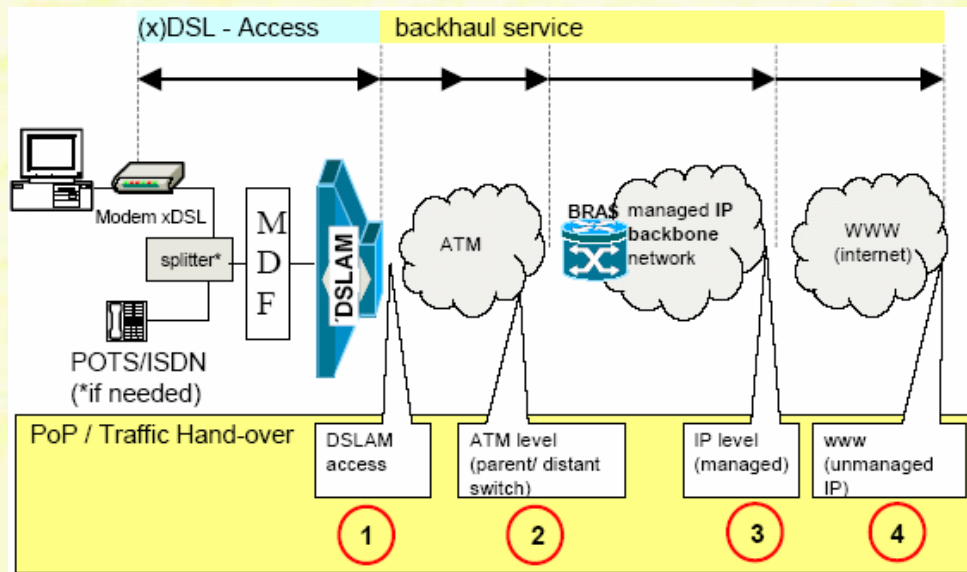 (x)DSL - Access
backhaul service
Modem xDSL
splitter*
POTS/ISDN
(*if needed)
M
D
F
DSLAM
ATM
BRAS
managed IP
backbone
network
WWW
(internet)
PoP / Traffic Hand-over
DSLAM
access
ATM level
(parent/ distant
switch)
IP level
(managed)
www
(unmanaged
IP)
1
2
3
4